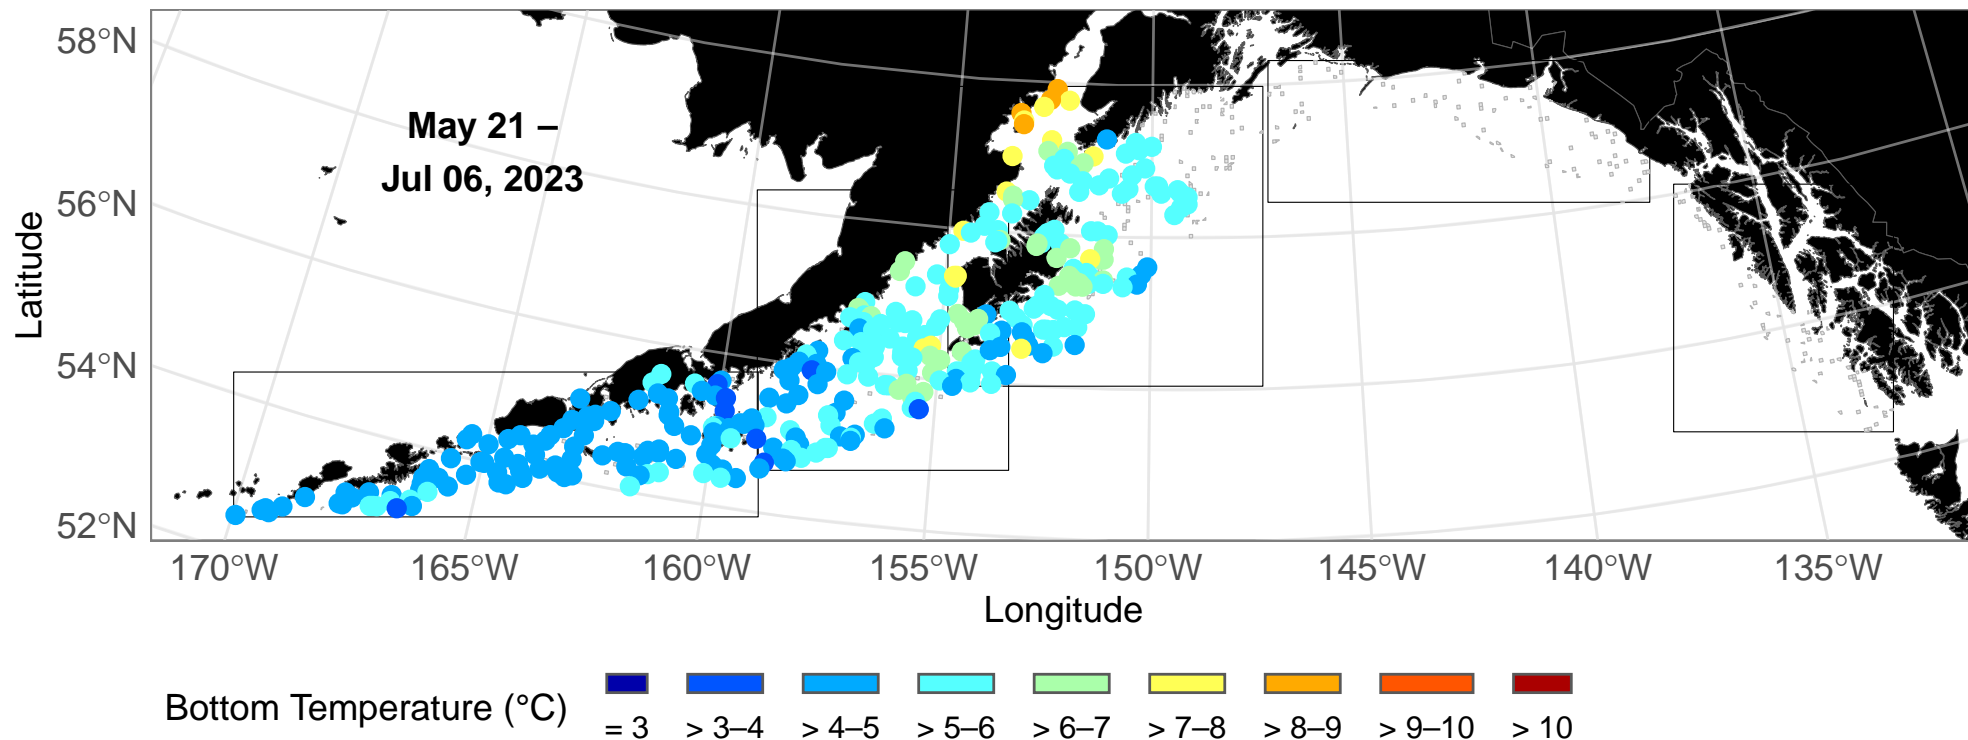 58°N
56°N
54°N
52°N
Latitude
May 21 –
Jul 06, 2023
170°W 165°W 160°W 155°W 150°W 145°W 140°W 135°W
Longitude
Bottom Temperature (°C)
= 3 > 3–4 > 4–5 > 5–6 > 6–7 > 7–8 > 8–9 > 9–10 > 10